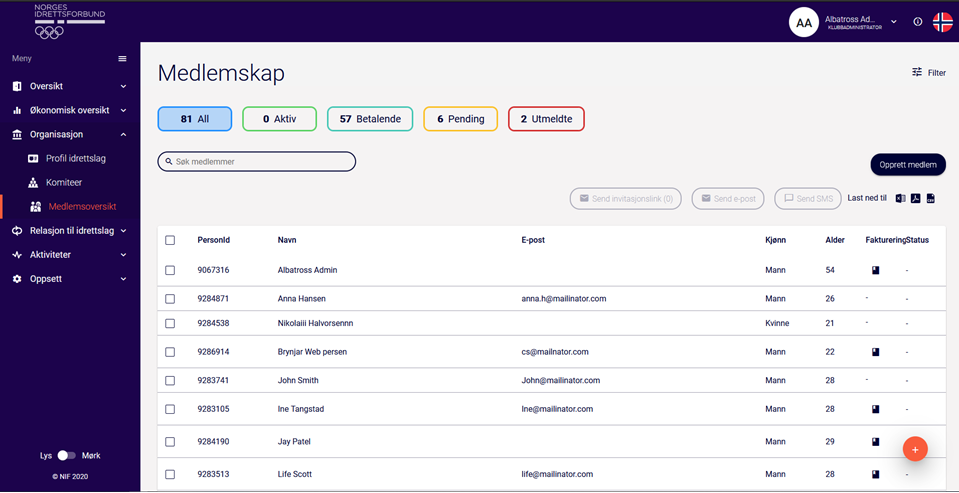 NORGES
IDRETTSFORBUND
AA
Albatross Ad...
KLUBBADMINISTRATOR
Meny
Oversikt
Økonomisk oversikt
Organisasjon
Profil idrettslag
Komiteer
Medlemsoversikt
Relasjon til idrettslag
Aktiviteter
Oppsett
Lys Mørk
© NIF 2020
Medlemskap
Filter
81 All
0 Aktiv
57 Betalende
6 Pending
2 Utmeldte
Søk medlemmer
Opprett medlem
Send invitasjonslink (0)
Send e-post
Send SMS
Last ned til
PersonId Navn E-post Kjønn Alder FaktureringStatus
9067316 Albatross Admin Mann 54 -
9284871 Anna Hansen anna.h@mailinator.com Mann 26 - -
9284538 Nikolaiii Halvorsennn Kvinne 21 - -
9286914 Brynjar Web persen cs@mailnator.com Mann 22 -
9283741 John Smith John@mailinator.com Mann 28 - -
9283105 Ine Tangstad Ine@mailinator.com Mann 28 -
9284190 Jay Patel Mann 29 -
9283513 Life Scott life@mailinator.com Mann 28 -